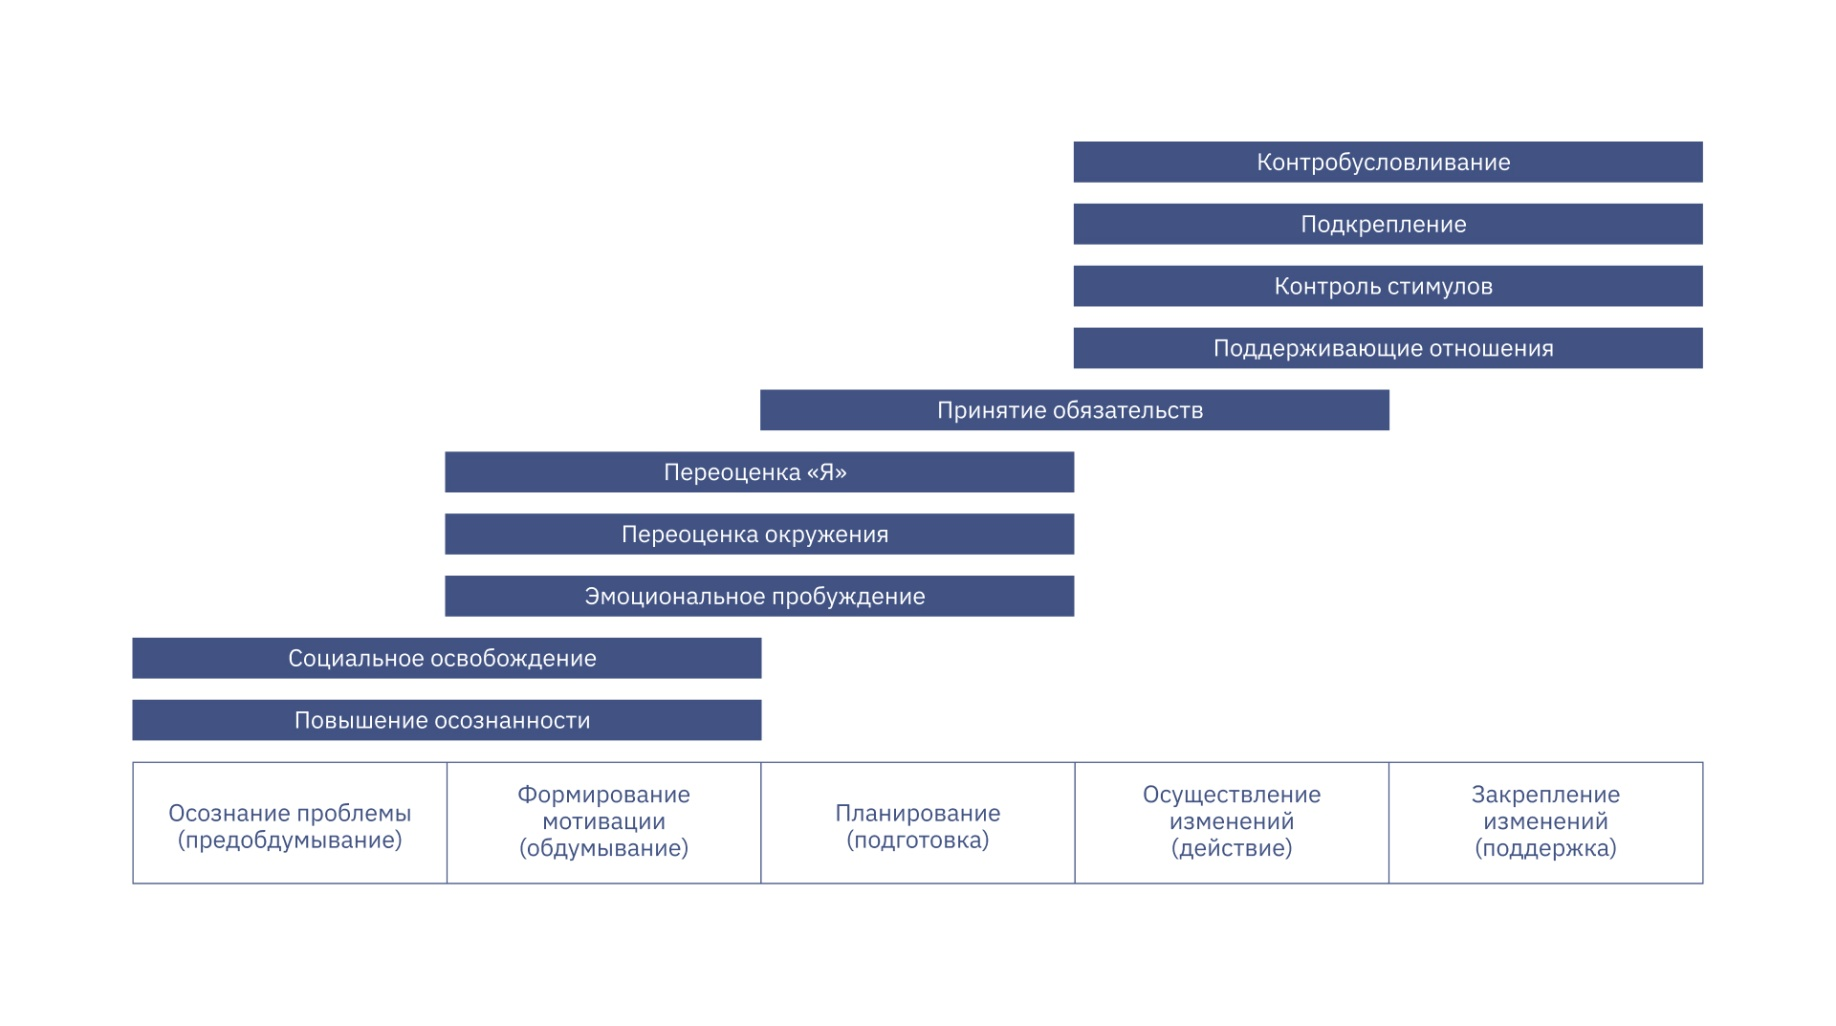 Контробусловливание
Подкрепление
Контроль стимулов
Поддерживающие отношения
Принятие обязательств
Переоценка «Я»
Переоценка окружения
Эмоциональное пробуждение
Социальное освобождение
Повышение осознанности
Осознание проблемы
(предобдумывание)
Формирование
мотивации
(обдумывание)
Планирование
(подготовка)
Осуществление
изменений
(действие)
Закрепление
изменений
(поддержка)